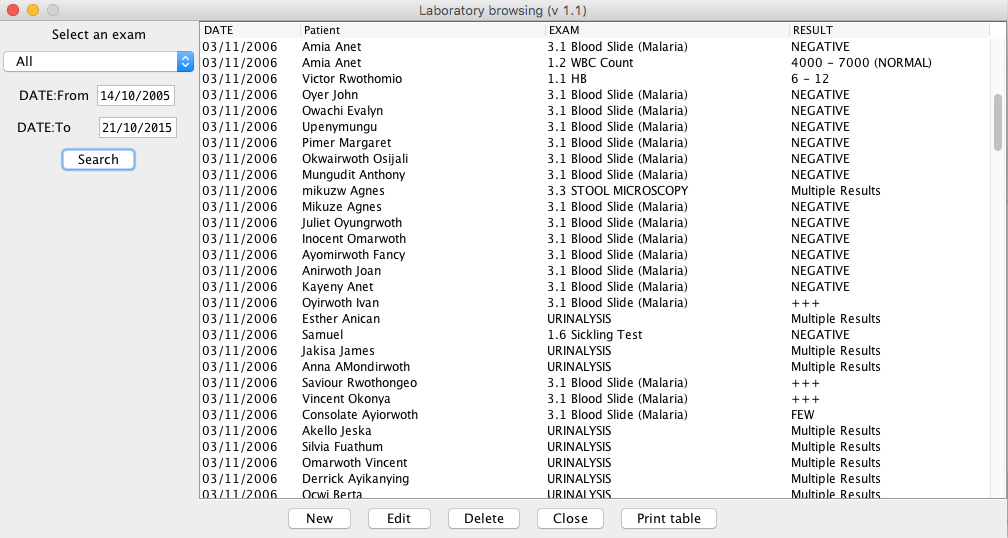 Laboratory browsing (v 1.1)
Select an exam
All
DATE:From 14/10/2005
DATE:To 21/10/2015
Search
DATE Patient EXAM RESULT
03/11/2006 Amia Anet 3.1 Blood Slide (Malaria) NEGATIVE
03/11/2006 Amia Anet 1.2 WBC Count 4000 - 7000 (NORMAL)
03/11/2006 Victor Rwothomio 1.1 HB 6 - 12
03/11/2006 Oyer John 3.1 Blood Slide (Malaria) NEGATIVE
03/11/2006 Owachi Evalyn 3.1 Blood Slide (Malaria) NEGATIVE
03/11/2006 Upenymungu 3.1 Blood Slide (Malaria) NEGATIVE
03/11/2006 Pimer Margaret 3.1 Blood Slide (Malaria) NEGATIVE
03/11/2006 Okwairwoth Osijali 3.1 Blood Slide (Malaria) NEGATIVE
03/11/2006 Mungudit Anthony 3.1 Blood Slide (Malaria) NEGATIVE
03/11/2006 mikuzw Agnes 3.3 STOOL MICROSCOPY Multiple Results
03/11/2006 Mikuze Agnes 3.1 Blood Slide (Malaria) NEGATIVE
03/11/2006 Juliet Oyungrwoth 3.1 Blood Slide (Malaria) NEGATIVE
03/11/2006 Inocent Omarwoth 3.1 Blood Slide (Malaria) NEGATIVE
03/11/2006 Ayomirwoth Fancy 3.1 Blood Slide (Malaria) NEGATIVE
03/11/2006 Anirwoth Joan 3.1 Blood Slide (Malaria) NEGATIVE
03/11/2006 Kayeny Anet 3.1 Blood Slide (Malaria) NEGATIVE
03/11/2006 Oyirwoth Ivan 3.1 Blood Slide (Malaria) +++
03/11/2006 Esther Anican URINALYSIS Multiple Results
03/11/2006 Samuel 1.6 Sickling Test NEGATIVE
03/11/2006 Jakisa James URINALYSIS Multiple Results
03/11/2006 Anna AMondirwoth URINALYSIS Multiple Results
03/11/2006 Saviour Rwothongeo 3.1 Blood Slide (Malaria) +++
03/11/2006 Vincent Okonya 3.1 Blood Slide (Malaria) +++
03/11/2006 Consolate Ayiorwoth 3.1 Blood Slide (Malaria) FEW
03/11/2006 Akello Jeska URINALYSIS Multiple Results
03/11/2006 Silvia Fuathum URINALYSIS Multiple Results
03/11/2006 Omarwoth Vincent URINALYSIS Multiple Results
03/11/2006 Derrick Ayikanying URINALYSIS Multiple Results
03/11/2006 Ocwi Berta URINALYSIS Multiple Results
New Edit Delete Close Print table